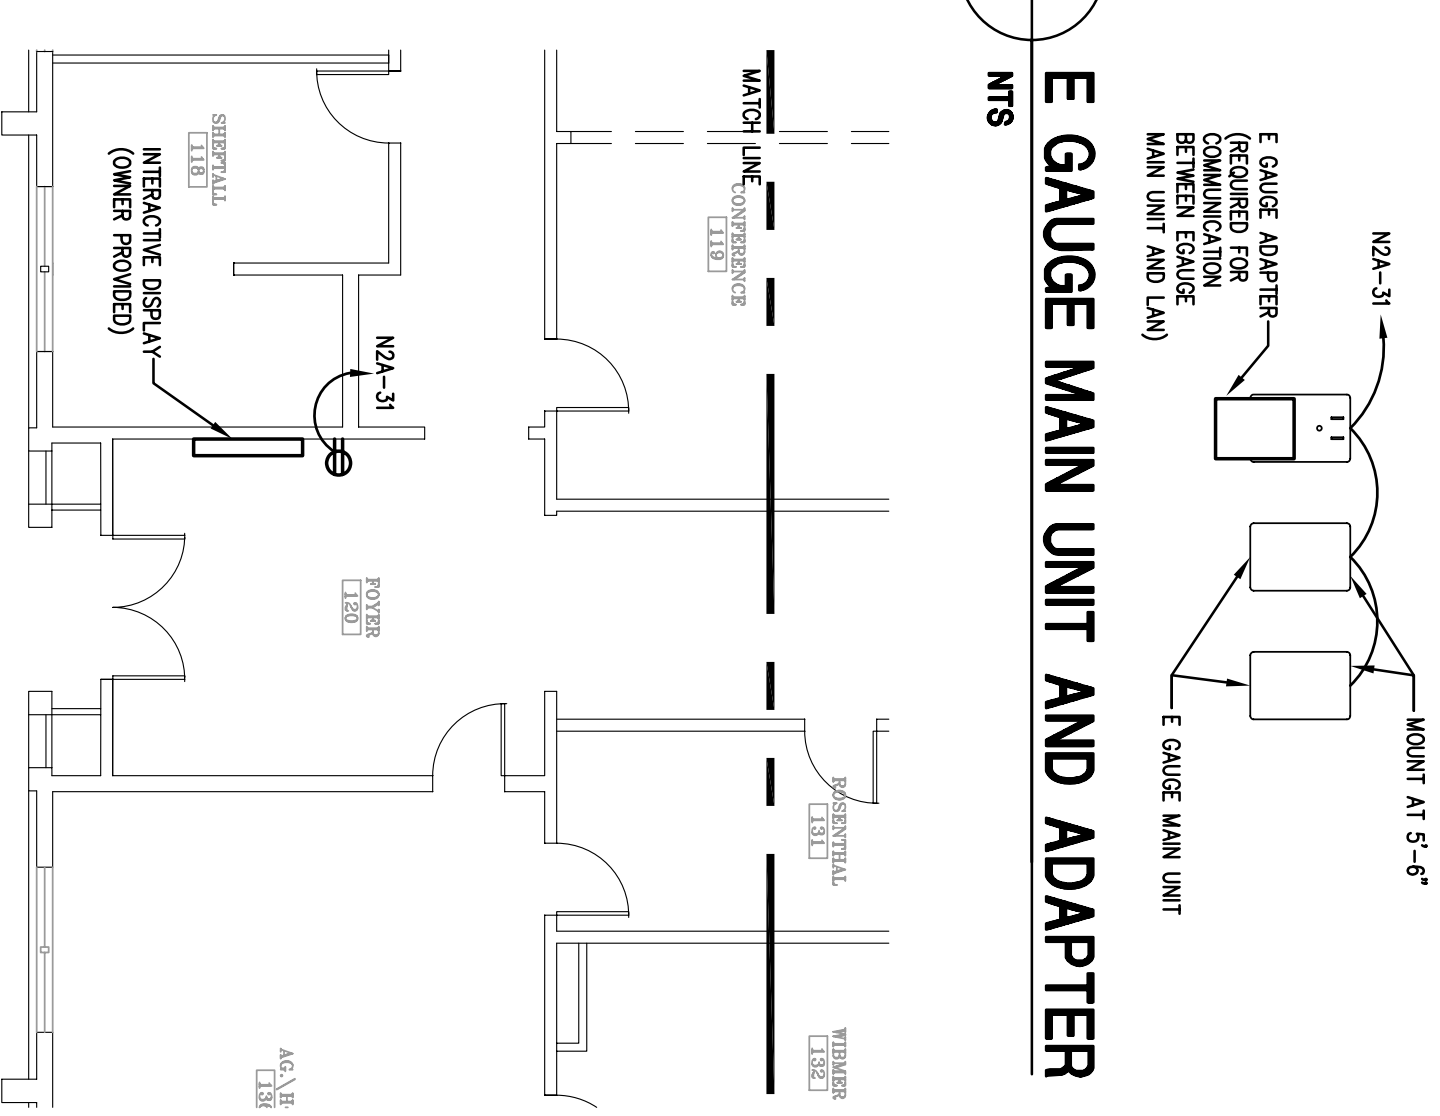 N2A-31
MOUNT AT 5'-6"
E GAUGE ADAPTER
(REQUIRED FOR
COMMUNICATION
BETWEEN EGAUGE
MAIN UNIT AND LAN)
E GAUGE MAIN UNIT
E GAUGE MAIN UNIT AND ADAPTER
NTS
MATCH LINE
CONFERENCE
119
ROSENTHAL
131
WIBMER
132
N2A-31
FOYER
120
SHEFTALL
118
INTERACTIVE DISPLAY
(OWNER PROVIDED)
AG.\H